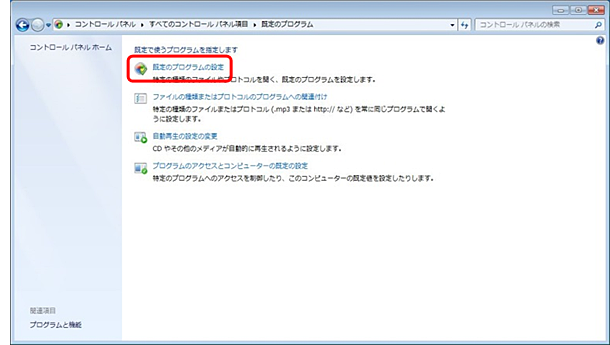 コントロール パネル ▸ すべてのコントロール パネル項目 ▸ 既定のプログラム
コントロール パネルの検索
コントロール パネル ホーム
既定で使うプログラムを指定します
既定のプログラムの設定
特定の種類のファイルやプロトコルを開く、既定のプログラムを設定します。
ファイルの種類またはプロトコルのプログラムへの関連付け
特定の種類のファイルまたはプロトコル (.mp3 または http:// など) を常に同じプログラムで開くよ
うに設定します。
自動再生の設定の変更
CD やその他のメディアが自動的に再生されるように設定します。
プログラムのアクセスとコンピューターの既定の設定
特定のプログラムへのアクセスを制御したり、このコンピューターの既定値を設定したりします。
関連項目
プログラムと機能